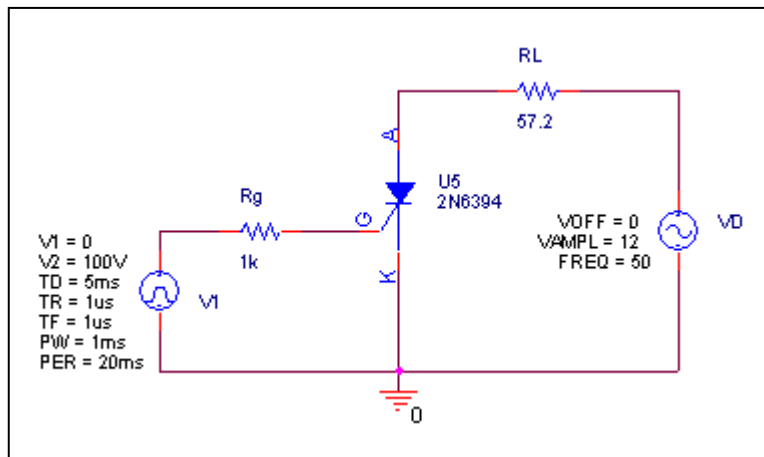 RL
57.2
A
U5
2N6394
Rg
G
1k
K
V1 = 0
V2 = 100V
TD = 5ms
TR = 1us
TF = 1us
PW = 1ms
PER = 20ms
V1
VOFF = 0
VAMPL = 12
FREQ = 50
VD
0